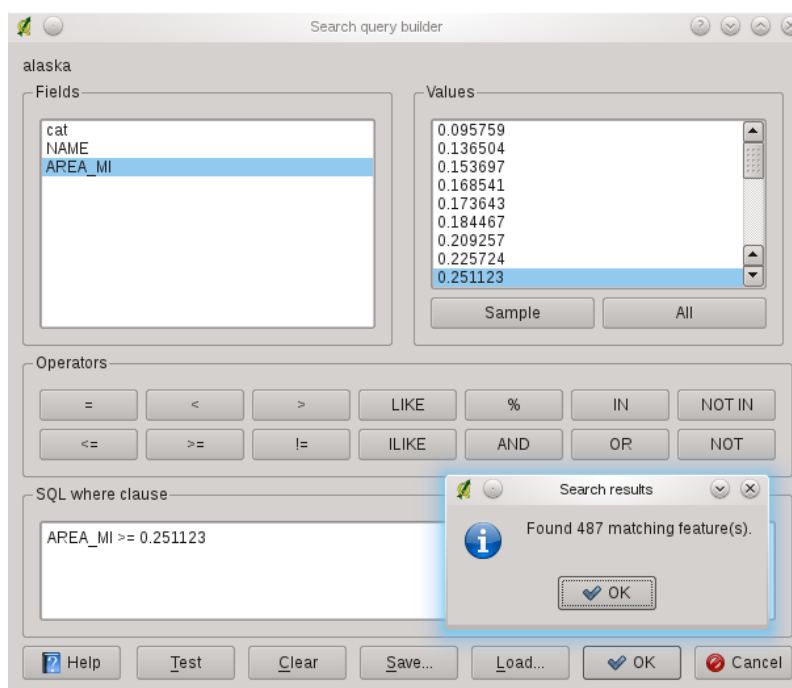 Search query builder
alaska
Fields
cat
NAME
AREA_MI
Values
0.095759
0.136504
0.153697
0.168541
0.173643
0.184467
0.209257
0.225724
0.251123
Sample All
Operators
= < > LIKE % IN NOT IN
<= >= != ILIKE AND OR NOT
SQL where clause
AREA_MI >= 0.251123
Search results
Found 487 matching feature(s).
OK
Help Test Clear Save... Load... OK Cancel